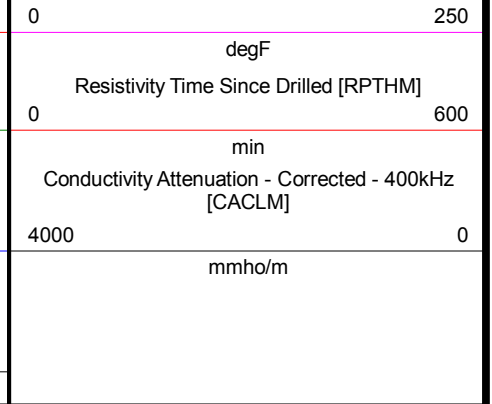 0 250
degF
Resistivity Time Since Drilled [RPTHM]
0 600
min
Conductivity Attenuation - Corrected - 400kHz
[CACLM]
4000 0
mmho/m